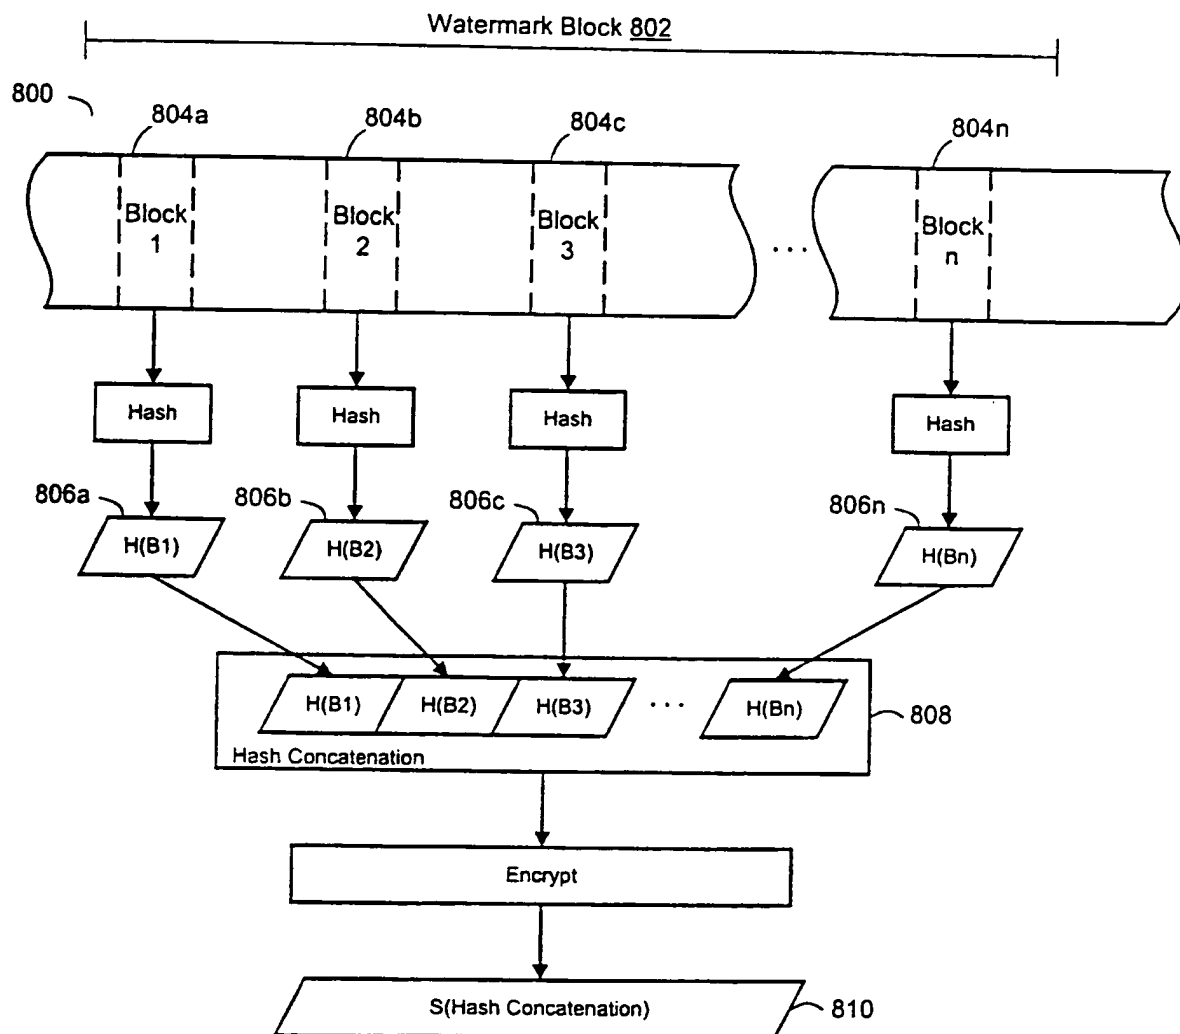 Watermark Block 802
800
804a
804b
804c
804n
Block
1
Block
2
Block
3
. . .
Block
n
Hash
Hash
Hash
Hash
806a
806b
806c
806n
H(B1)
H(B2)
H(B3)
H(Bn)
H(B1)
H(B2)
H(B3)
. . .
H(Bn)
808
Hash Concatenation
Encrypt
S(Hash Concatenation)
810